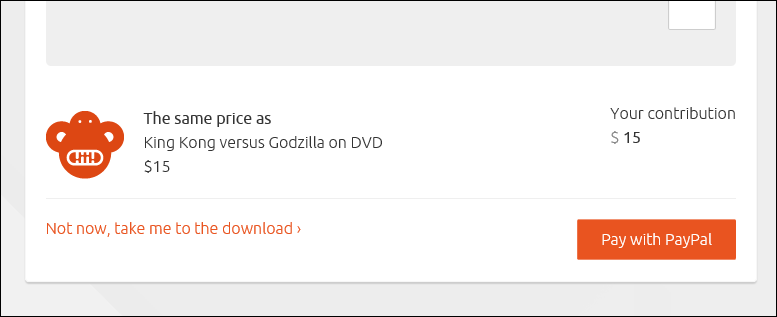 The same price as
King Kong versus Godzilla on DVD
$15
Your contribution
$ 15
Not now, take me to the download ›
Pay with PayPal